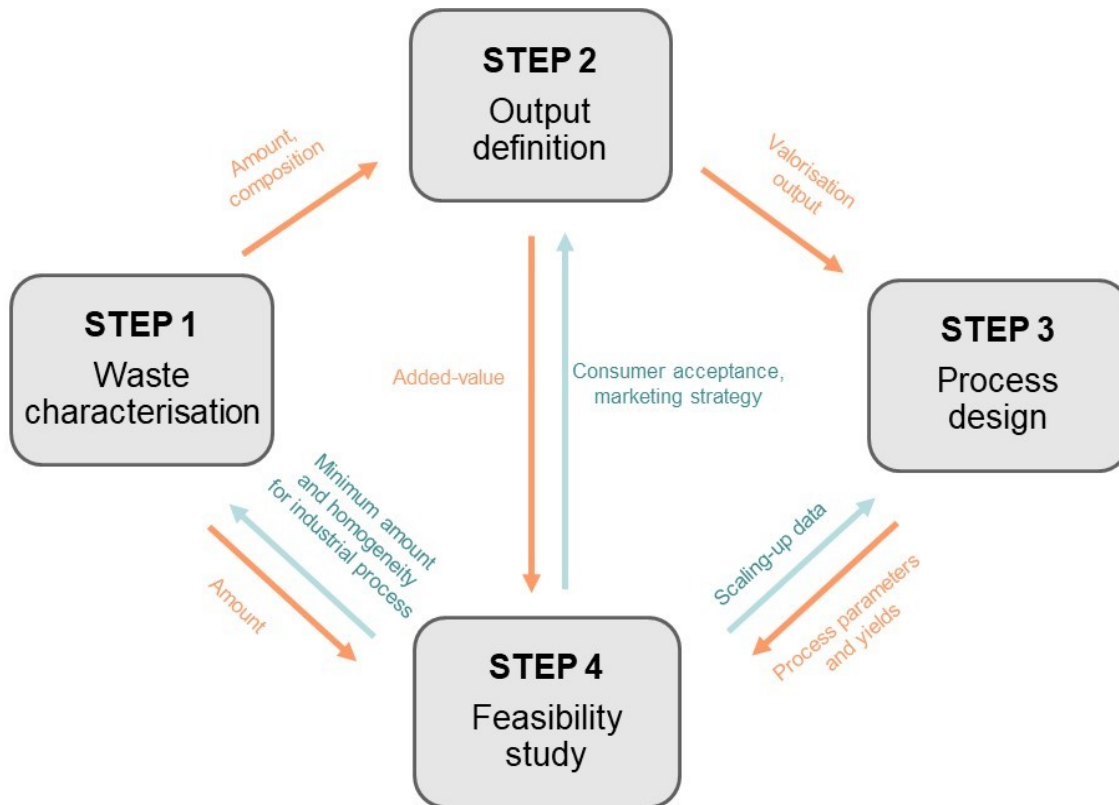 STEP 2
Output
definition
Amount,
composition
Valorisation
output
STEP 1
Waste
characterisation
STEP 3
Process
design
Added-value
Consumer acceptance,
marketing strategy
Minimum amount
and homogeneity
for industrial process
Amount
Scaling-up data
Process parameters
and yields
STEP 4
Feasibility
study